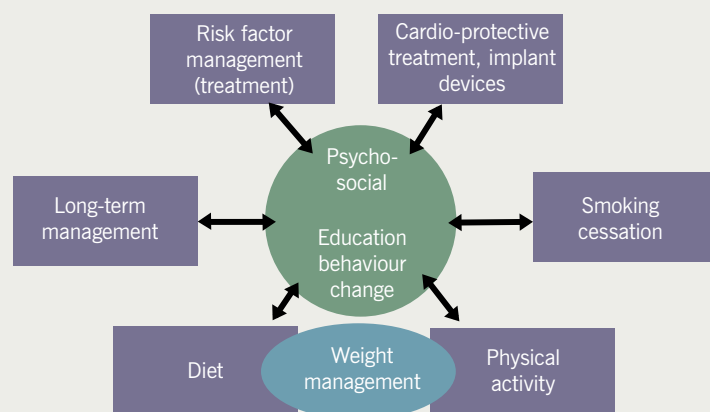 Risk factor
management
(treatment)
Cardio-protective
treatment, implant
devices
Psycho-
social
Long-term
management
Education
behaviour
change
Smoking
cessation
Diet
Weight
management
Physical
activity